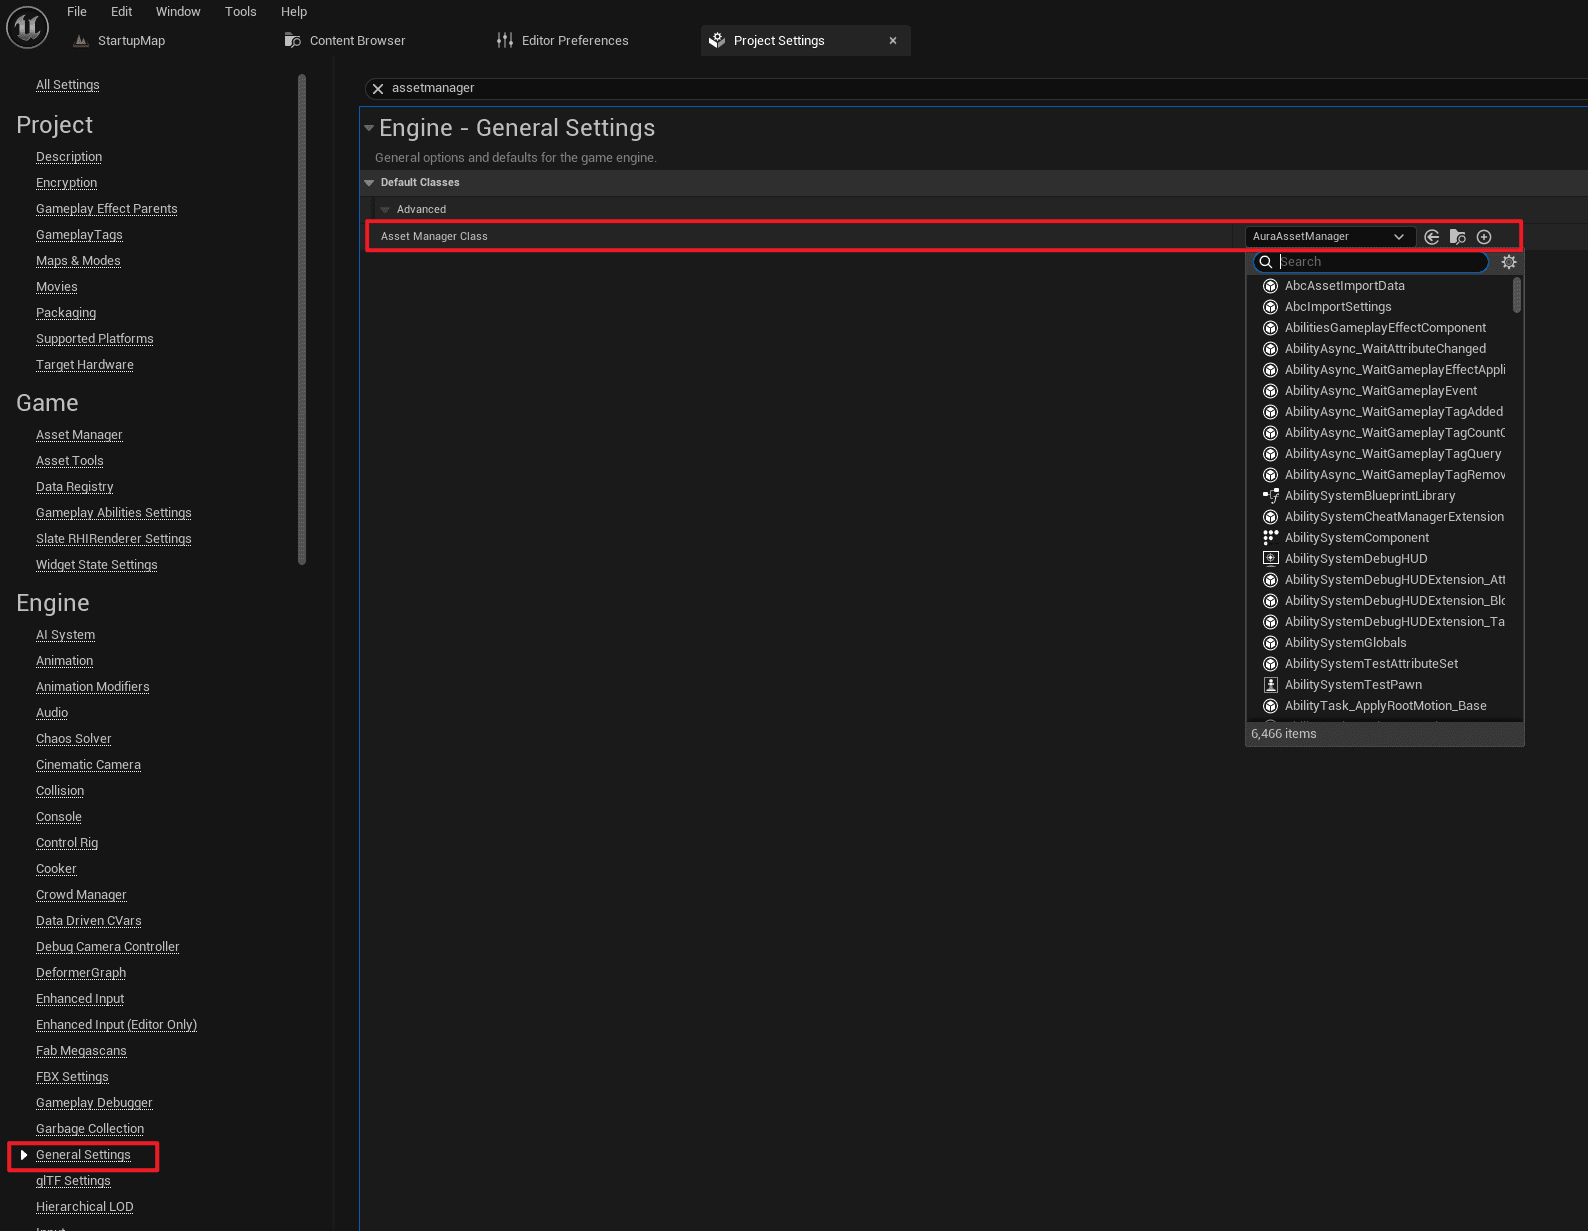 File Edit Window Tools Help
StartupMap Content Browser Editor Preferences Project Settings
All Settings
Project
Description
Encryption
Gameplay Effect Parents
GameplayTags
Maps & Modes
Movies
Packaging
Supported Platforms
Target Hardware
Game
Asset Manager
Asset Tools
Data Registry
Gameplay Abilities Settings
Slate RHIRenderer Settings
Widget State Settings
Engine
AI System
Animation
Animation Modifiers
Audio
Chaos Solver
Cinematic Camera
Collision
Console
Control Rig
Cooker
Crowd Manager
Data Driven CVars
Debug Camera Controller
DeformerGraph
Enhanced Input
Enhanced Input (Editor Only)
Fab Megascans
FBX Settings
Gameplay Debugger
Garbage Collection
General Settings
glTF Settings
Hierarchical LOD
Input
assetmanager
Engine - General Settings
General options and defaults for the game engine.
Default Classes
Advanced
Asset Manager Class AuraAssetManager
Search
AbcAssetImportData
AbcImportSettings
AbilitiesGameplayEffectComponent
AbilityAsync_WaitAttributeChanged
AbilityAsync_WaitGameplayEffectAppli
AbilityAsync_WaitGameplayEvent
AbilityAsync_WaitGameplayTagAdded
AbilityAsync_WaitGameplayTagCountC
AbilityAsync_WaitGameplayTagQuery
AbilityAsync_WaitGameplayTagRemov
AbilitySystemBlueprintLibrary
AbilitySystemCheatManagerExtension
AbilitySystemComponent
AbilitySystemDebugHUD
AbilitySystemDebugHUDExtension_Att
AbilitySystemDebugHUDExtension_Blo
AbilitySystemDebugHUDExtension_Ta
AbilitySystemGlobals
AbilitySystemTestAttributeSet
AbilitySystemTestPawn
AbilityTask_ApplyRootMotion_Base
6,466 items